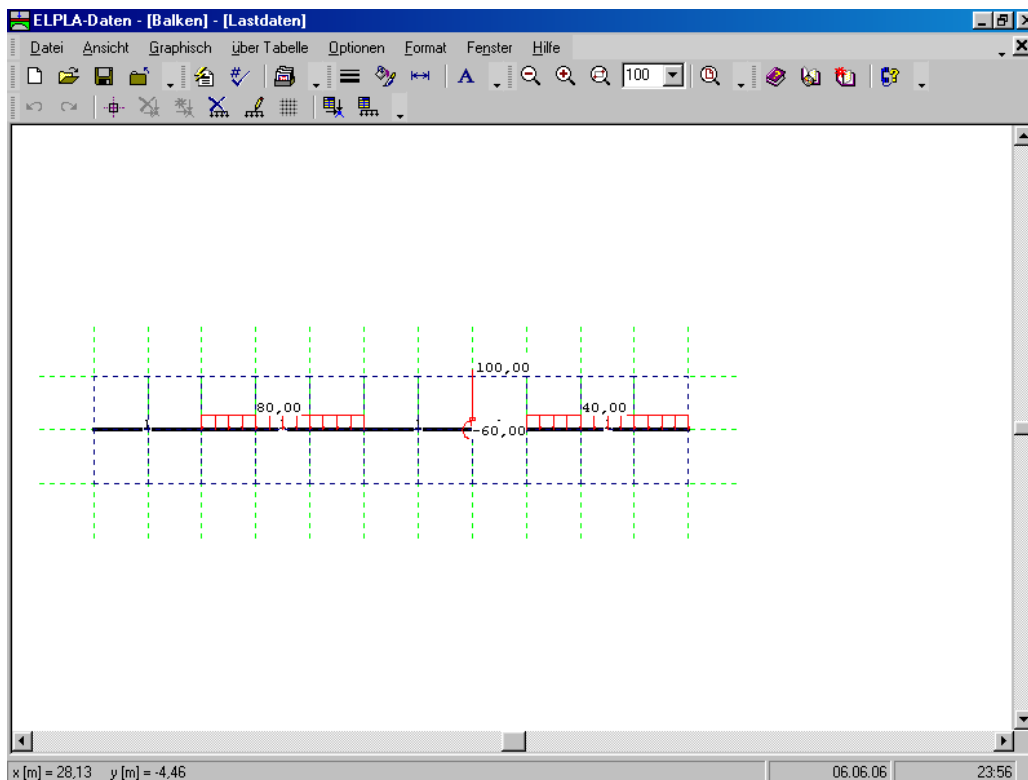 ELPLA-Daten - [Balken] - [Lastdaten]
Datei Ansicht Graphisch über Tabelle Optionen Format Fenster Hilfe
A 100
100,00
80,00 40,00
-60,00
x [m] = 28,13 y [m] = -4,46 06.06.06 23:56